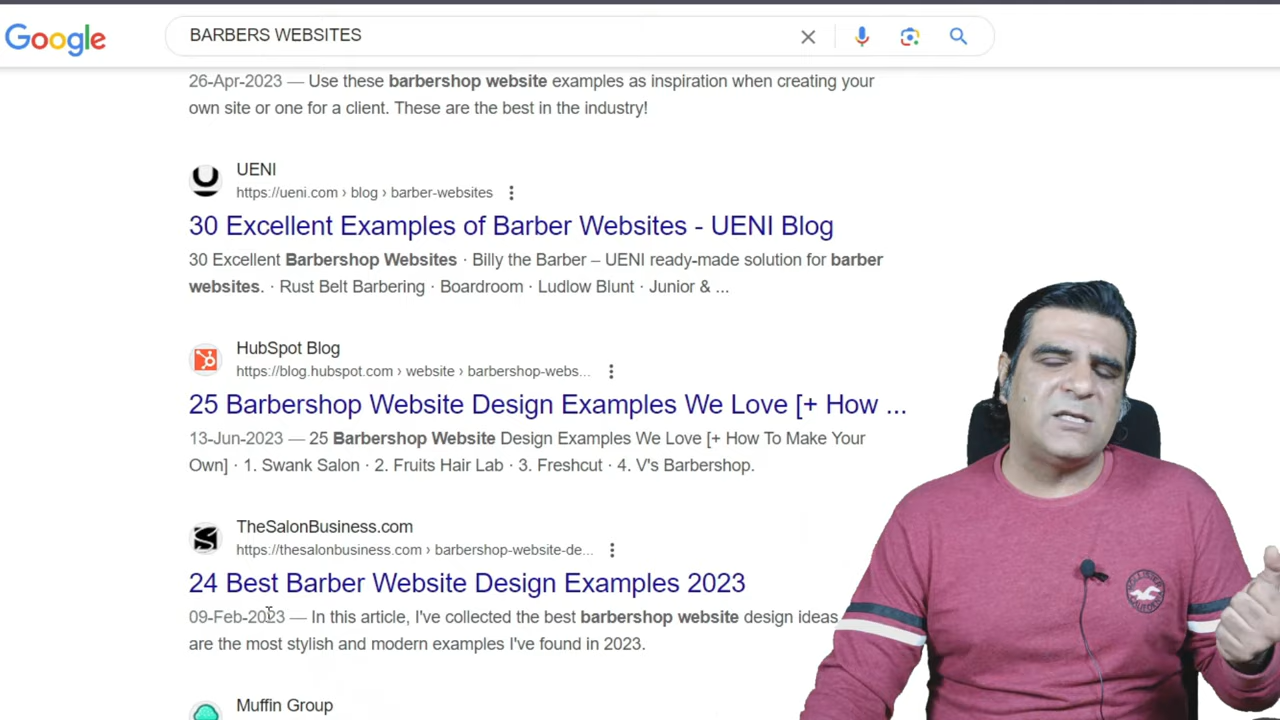 Google
BARBERS WEBSITES
26-Apr-2023 — Use these barbershop website examples as inspiration when creating your
own site or one for a client. These are the best in the industry!
UENI
https://ueni.com › blog › barber-websites
30 Excellent Examples of Barber Websites - UENI Blog
30 Excellent Barbershop Websites · Billy the Barber – UENI ready-made solution for barber
websites. · Rust Belt Barbering · Boardroom · Ludlow Blunt · Junior & ...
HubSpot Blog
https://blog.hubspot.com › website › barbershop-webs...
25 Barbershop Website Design Examples We Love [+ How ...
13-Jun-2023 — 25 Barbershop Website Design Examples We Love [+ How To Make Your
Own] · 1. Swank Salon · 2. Fruits Hair Lab · 3. Freshcut · 4. V's Barbershop.
TheSalonBusiness.com
https://thesalonbusiness.com › barbershop-website-de...
24 Best Barber Website Design Examples 2023
09-Feb-2023 — In this article, I've collected the best barbershop website design ideas
are the most stylish and modern examples I've found in 2023.
Muffin Group